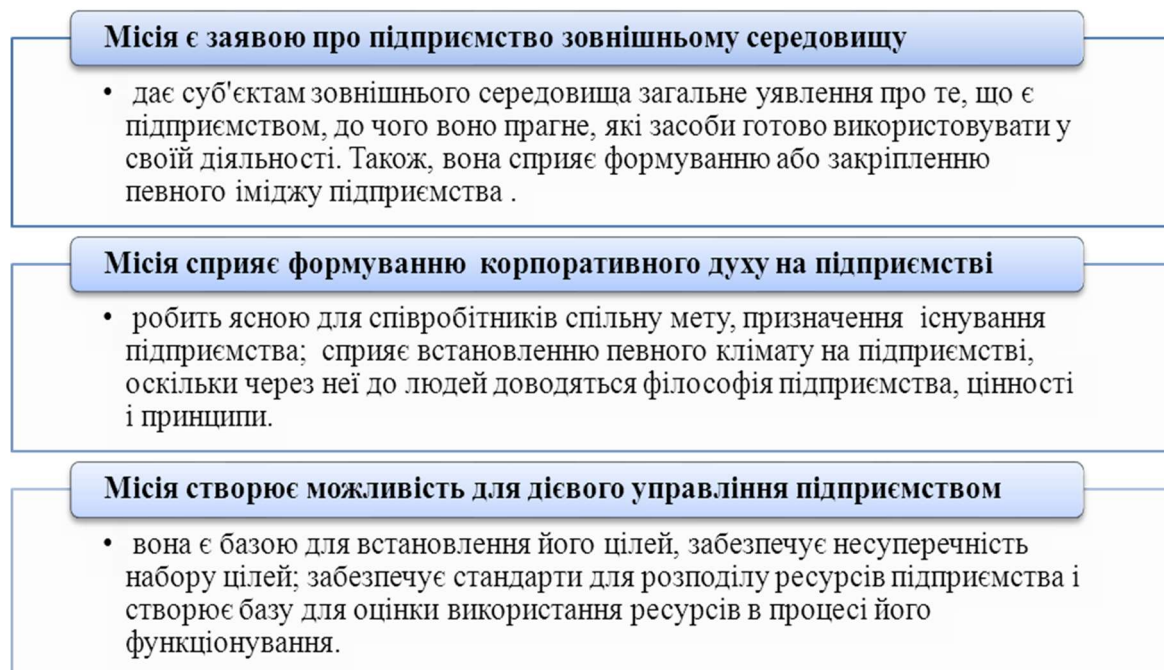 Місія є заявою про підприємство зовнішньому середовищу
• дає суб'єктам зовнішнього середовища загальне уявлення про те, що є
підприємством, до чого воно прагне, які засоби готово використовувати у
своїй діяльності. Також, вона сприяє формуванню або закріпленню
певного іміджу підприємства .
Місія сприяє формуванню корпоративного духу на підприємстві
• робить ясною для співробітників спільну мету, призначення існування
підприємства; сприяє встановленню певного клімату на підприємстві,
оскільки через неї до людей доводяться філософія підприємства, цінності
і принципи.
Місія створює можливість для дієвого управління підприємством
• вона є базою для встановлення його цілей, забезпечує несуперечність
набору цілей; забезпечує стандарти для розподілу ресурсів підприємства і
створює базу для оцінки використання ресурсів в процесі його
функціонування.